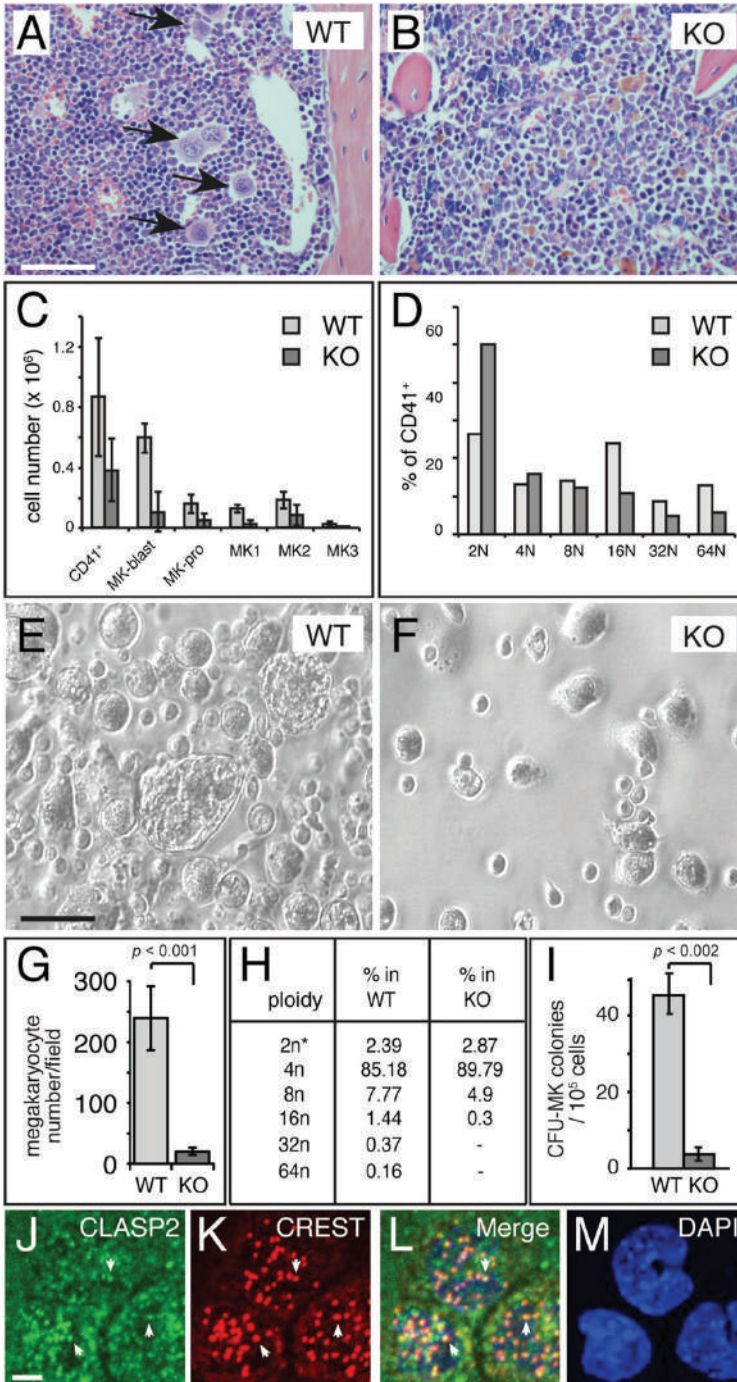 A WT
B KO
C
WT
KO
cell number (x 10⁶)
1.2
0.8
0.4
0
CD41⁺ MK-blast MK-pro MK1 MK2 MK3
D
WT
KO
% of CD41⁺
60
40
20
0
2N 4N 8N 16N 32N 64N
E WT
F KO
G
p < 0.001
megakaryocyte
number/field
300
200
100
0
WT KO
H
ploidy % in WT % in KO
2n* 2.39 2.87
4n 85.18 89.79
8n 7.77 4.9
16n 1.44 0.3
32n 0.37 -
64n 0.16 -
I
p < 0.002
CFU-MK colonies
/ 10⁵ cells
40
20
0
WT KO
J CLASP2
K CREST
L Merge
M DAPI